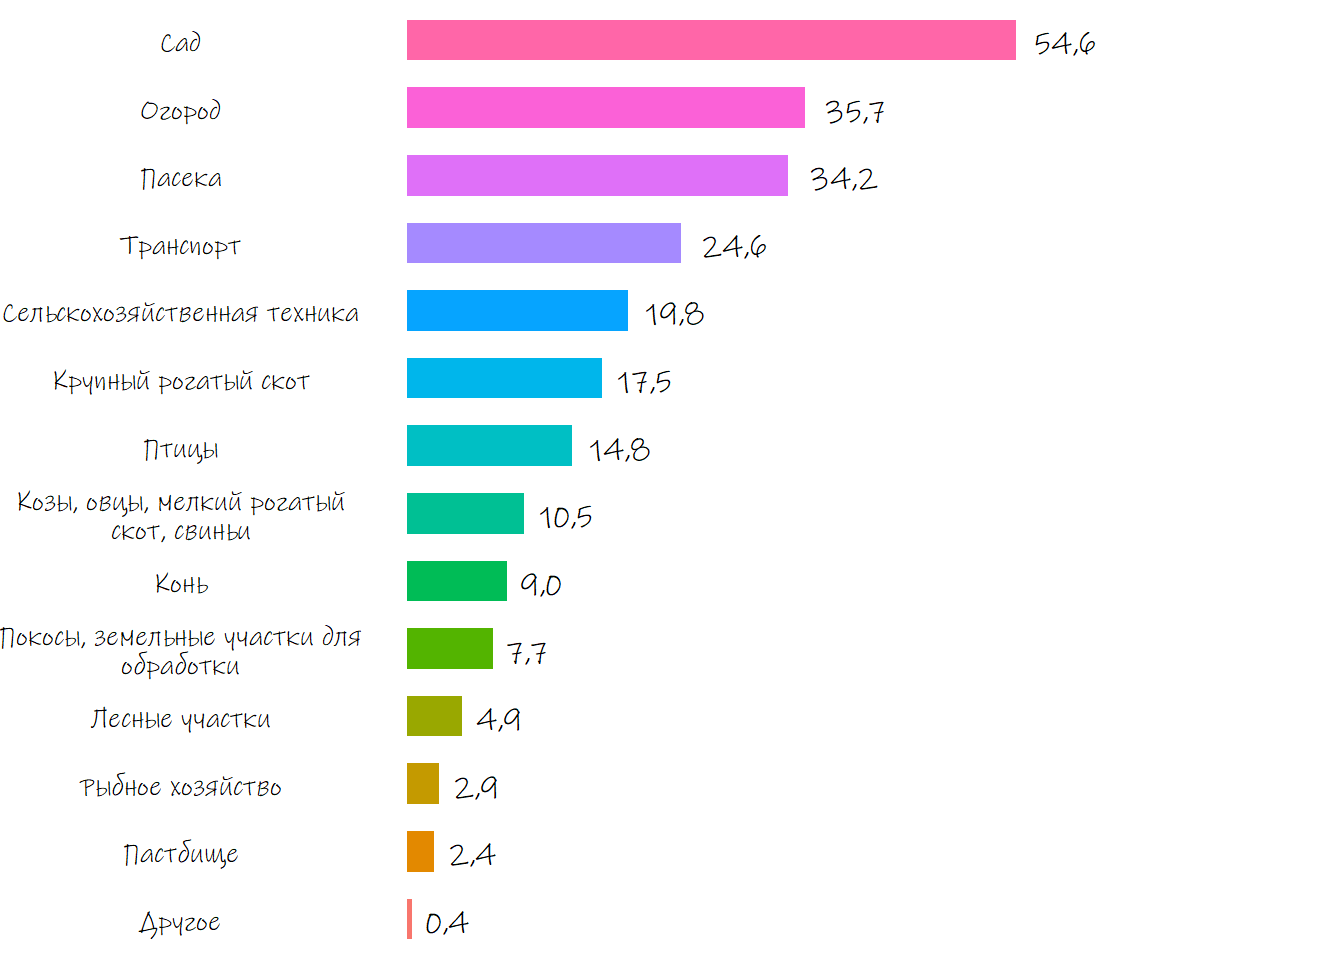 Сад 54,6
Огород 35,7
Пасека 34,2
Транспорт 24,6
Сельскохозяйственная техника 19,8
Крупный рогатый скот 17,5
Птицы 14,8
Козы, овцы, мелкий рогатый
скот, свиньи 10,5
Конь 9,0
Покосы, земельные участки для
обработки 7,7
Лесные участки 4,9
Рыбное хозяйство 2,9
Пастбище 2,4
Другое 0,4